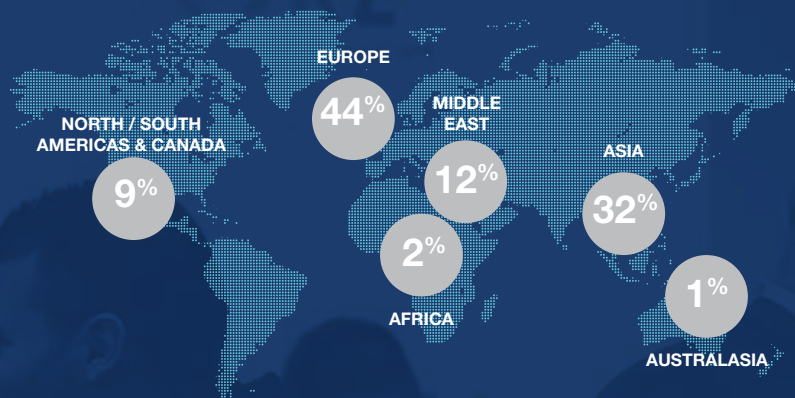 EUROPE
44%
MIDDLE
EAST
12%
NORTH / SOUTH
AMERICAS & CANADA
9%
ASIA
32%
2%
AFRICA
1%
AUSTRALASIA